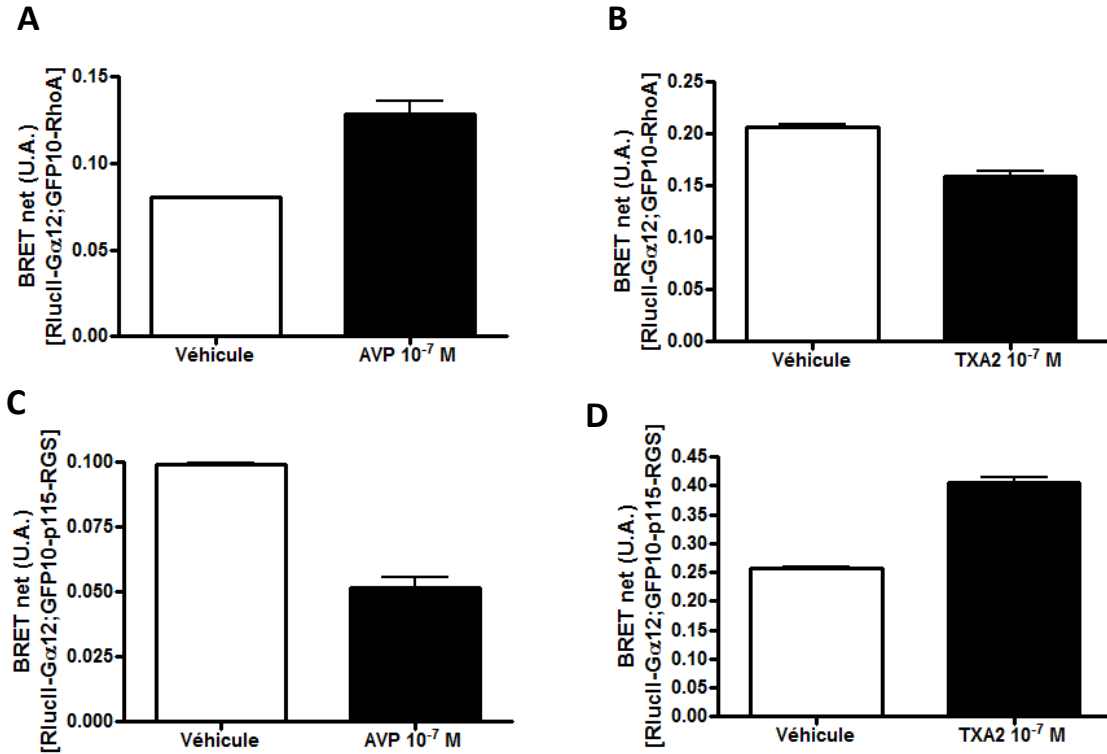 A
BRET net (U.A.)
[RlucII-Gα12;GFP10-RhoA]
0.15
0.10
0.05
0.00
Véhicule
AVP 10⁻⁷ M
B
BRET net (U.A.)
[RlucII-Gα12;GFP10-RhoA]
0.25
0.20
0.15
0.10
0.05
0.00
Véhicule
TXA2 10⁻⁷ M
C
BRET net (U.A.)
[RlucII-Gα12;GFP10-p115-RGS]
0.100
0.075
0.050
0.025
0.000
Véhicule
AVP 10⁻⁷ M
D
BRET net (U.A.)
[RlucII-Gα12;GFP10-p115-RGS]
0.45
0.40
0.35
0.30
0.25
0.20
0.15
0.10
0.05
0.00
Véhicule
TXA2 10⁻⁷ M